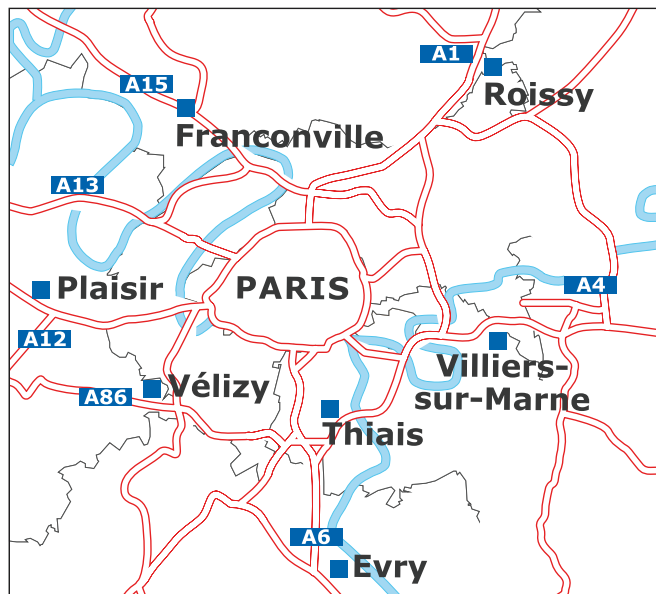 A1
Roissy
A15
Franconville
A13
Plaisir
PARIS
A4
A12
Villiers-
sur-Marne
Vélizy
A86
Thiais
A6
Evry